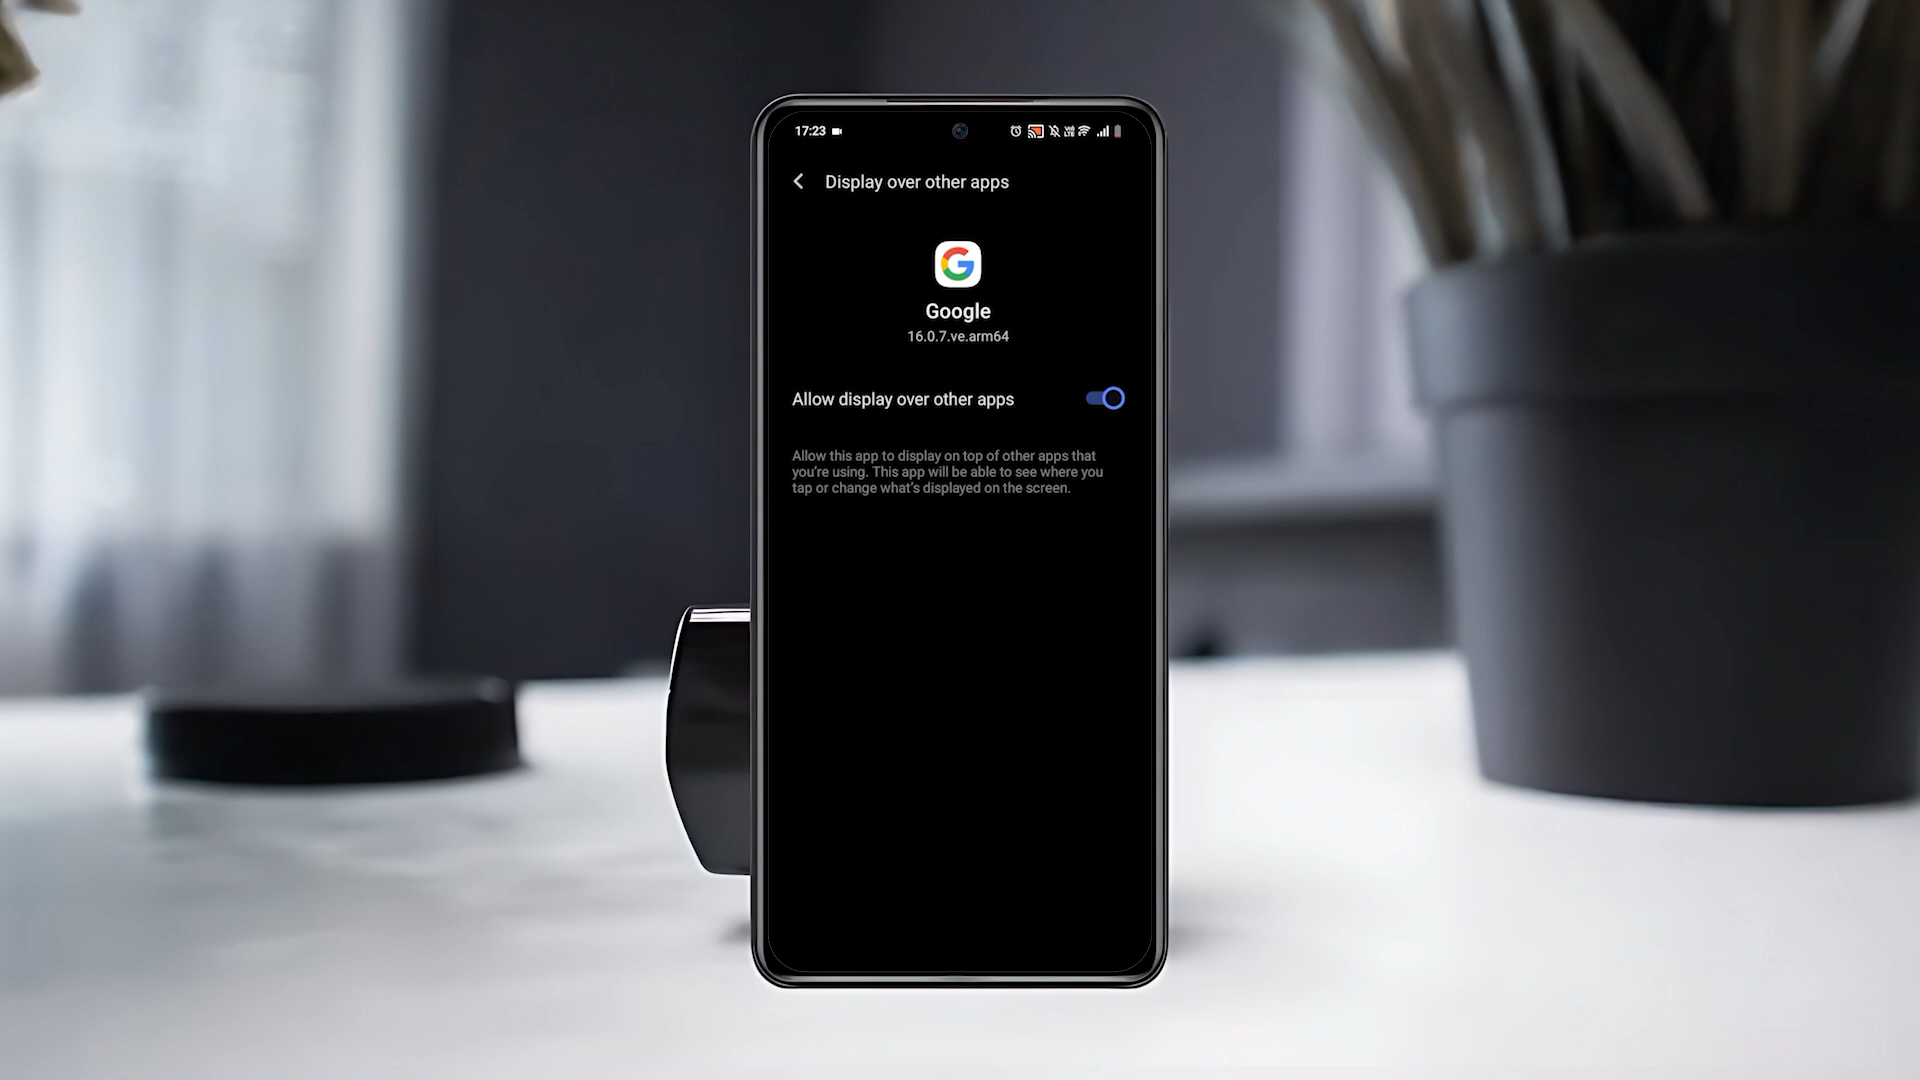 17:23
Display over other apps
Google
16.0.7.ve.arm64
Allow display over other apps
Allow this app to display on top of other apps that
you're using. This app will be able to see where you
tap or change what's displayed on the screen.